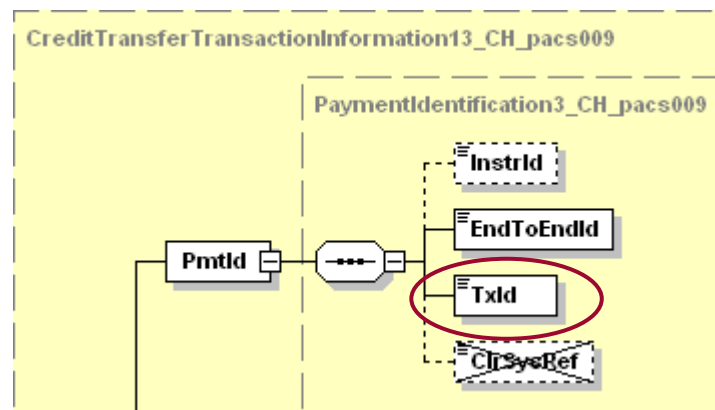 CreditTransferTransactionInformation13_CH_pacs009
PaymentIdentification3_CH_pacs009
InstrId
EndToEndId
PmtId
TxId
ClrSysRef